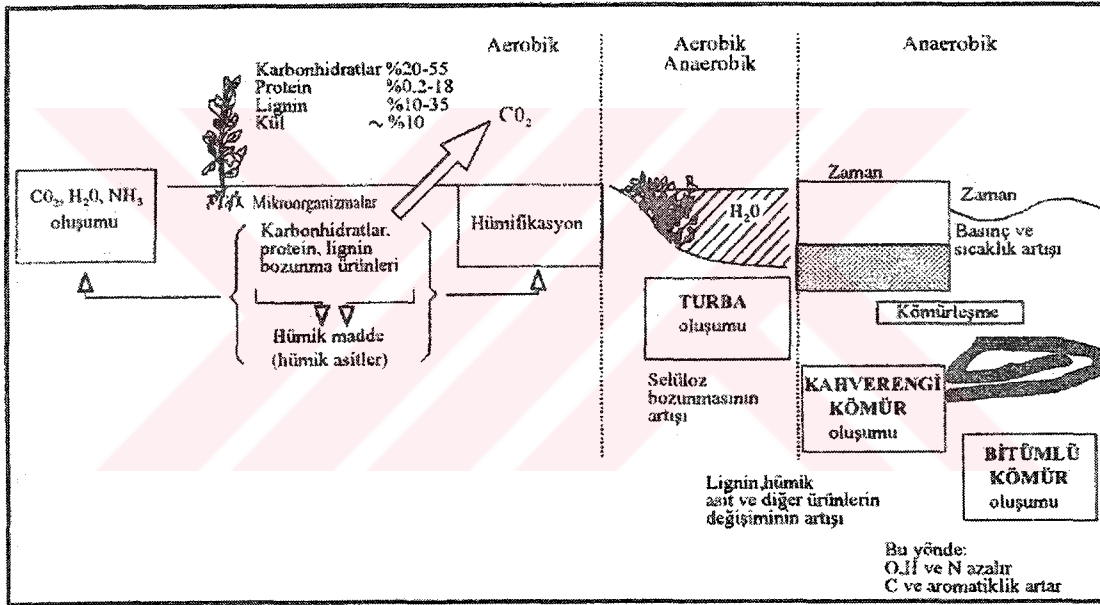 Aerobik
Aerobik
Anaerobik
Anaerobik
Karbonhidratlar %20-55
Protein %0.2-18
Lignin %10-35
Kül ~ %10
C0₂
C0₂, H₂0, NH₃
oluşumu
Mikroorganizmalar
Karbonhidratlar,
protein, lignin
bozunma ürünleri
Hümik madde
(hümik asitler)
Hümifikasyon
H₂0
TURBA
oluşumu
Selüloz
bozunmasının
artışı
Zaman
Zaman
Basınç ve
sıcaklık artışı
Kömürleşme
KAHVERENGİ
KÖMÜR
oluşumu
BİTÜMLÜ
KÖMÜR
oluşumu
Lignin,hümik
asit ve diğer ürünlerin
değişiminin artışı
Bu yönde:
O,H ve N azalır
C ve aromatiklik artar